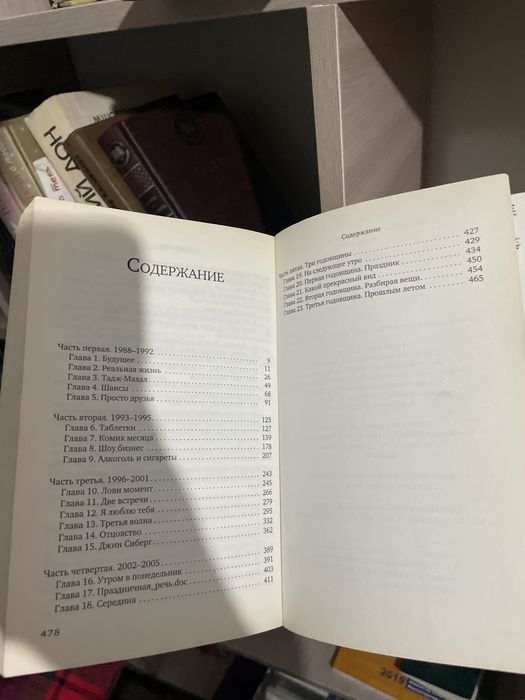 ИЙ ДОН
СОДЕРЖАНИЕ
Часть первая. 1988–1992 . . . . . . . . . . . . . . . . 9
Глава 1. Будущее . . . . . . . . . . . . . . . . 11
Глава 2. Реальная жизнь . . . . . . . . . . . . . . . . 26
Глава 3. Тадж-Махал . . . . . . . . . . . . . . . . 49
Глава 4. Шансы . . . . . . . . . . . . . . . . 68
Глава 5. Просто друзья . . . . . . . . . . . . . . . . 91
Часть вторая. 1993–1995 . . . . . . . . . . . . . . . . 125
Глава 6. Таблетки . . . . . . . . . . . . . . . . 127
Глава 7. Комик месяца . . . . . . . . . . . . . . . . 159
Глава 8. Шоу-бизнес . . . . . . . . . . . . . . . . 178
Глава 9. Алкоголь и сигареты . . . . . . . . . . . . . . . . 207
Часть третья. 1996–2001 . . . . . . . . . . . . . . . . 243
Глава 10. Лови момент . . . . . . . . . . . . . . . . 245
Глава 11. Две встречи . . . . . . . . . . . . . . . . 266
Глава 12. Я люблю тебя . . . . . . . . . . . . . . . . 279
Глава 13. Третья волна . . . . . . . . . . . . . . . . 295
Глава 14. Отцовство . . . . . . . . . . . . . . . . 332
Глава 15. Джин Сиберг . . . . . . . . . . . . . . . . 362
Часть четвертая. 2002–2005 . . . . . . . . . . . . . . . . 389
Глава 16. Утром в понедельник . . . . . . . . . . . . . . . . 391
Глава 17. Праздничная_речь.doc . . . . . . . . . . . . . . . . 403
Глава 18. Середина . . . . . . . . . . . . . . . . 411
478
Содержание
Часть пятая. Три годовщины . . . . . . . . . . . . . . . . 427
Глава 19. На следующее утро . . . . . . . . . . . . . . . . 429
Глава 20. Первая годовщина. Праздник . . . . . . . . . . . . . . . . 434
Глава 21. Какой прекрасный вид . . . . . . . . . . . . . . . . 450
Глава 22. Вторая годовщина. Разбирая вещи . . . . . . . . . . . . . . . . 454
Глава 23. Третья годовщина. Прошлым летом . . . . . . . . . . . . . . . . 465
2019